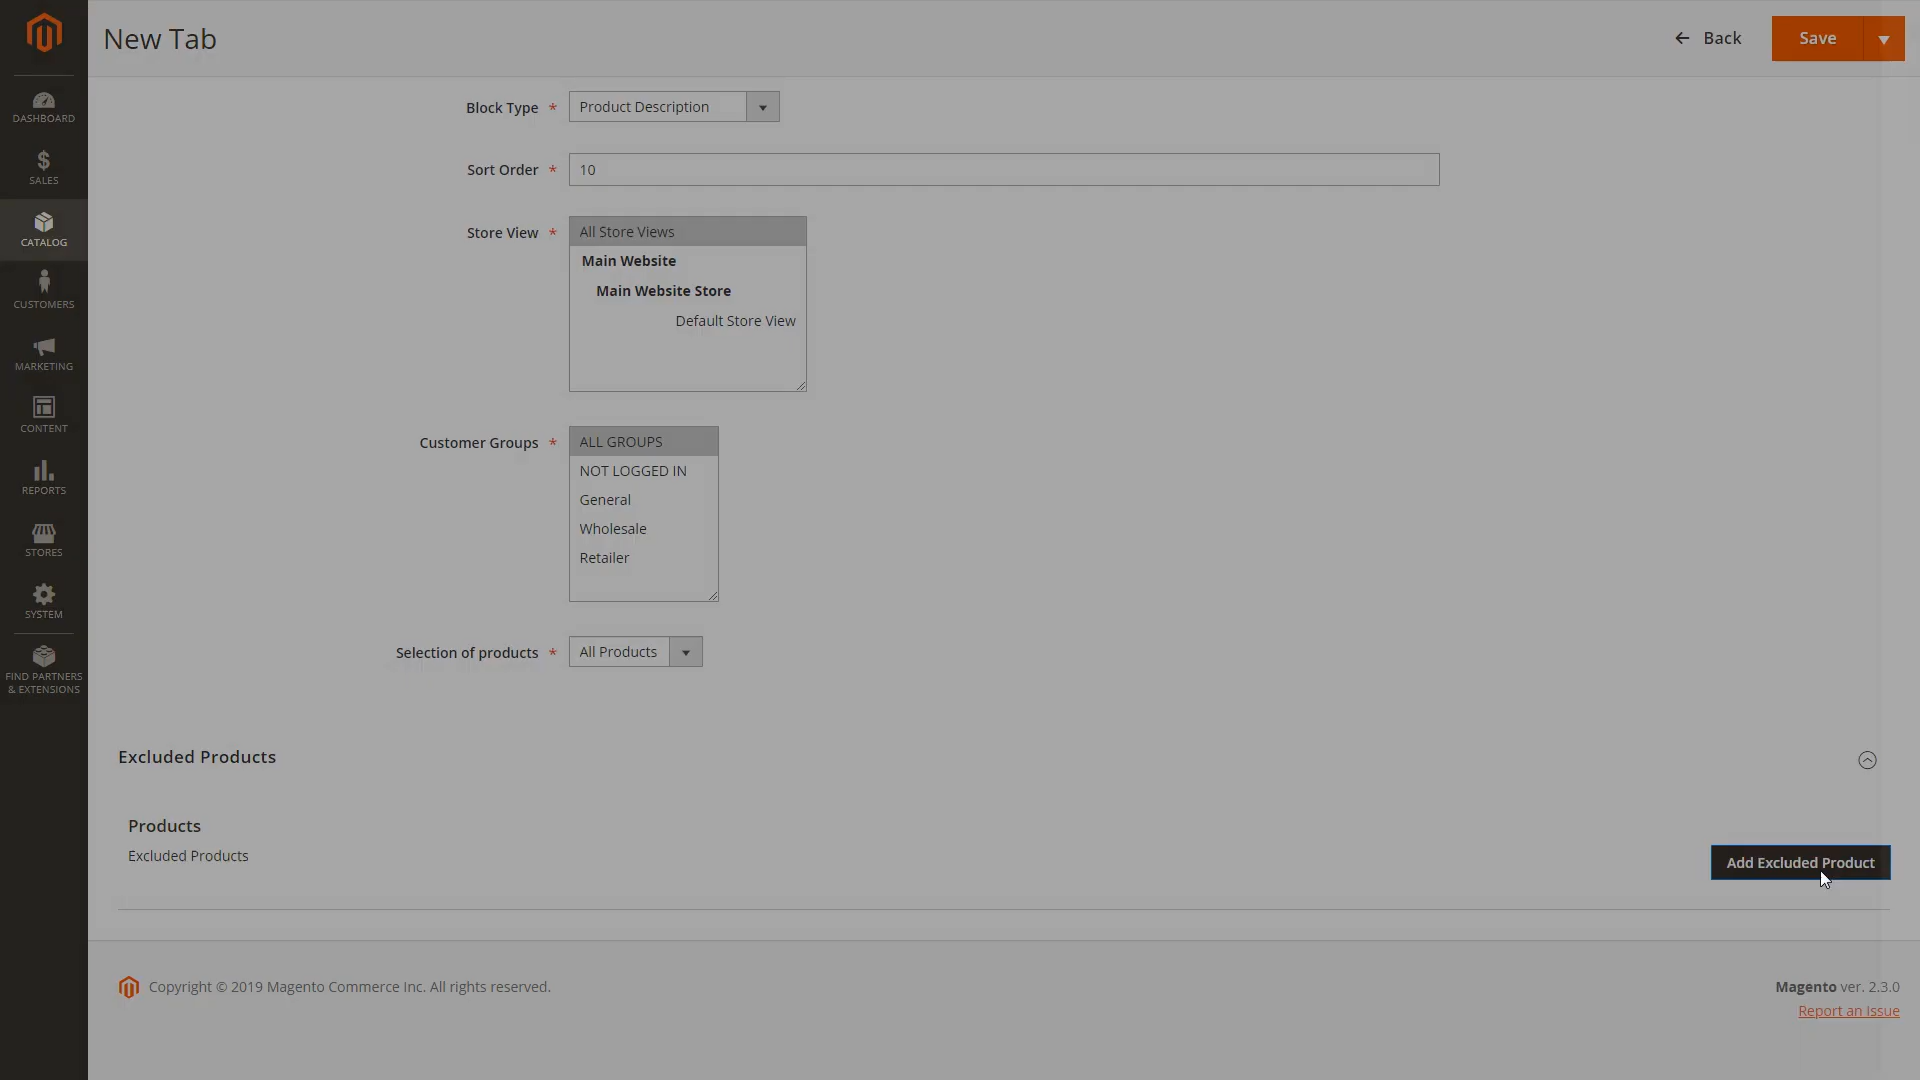 New Tab
Back
Save
DASHBOARD
SALES
CATALOG
CUSTOMERS
MARKETING
CONTENT
REPORTS
STORES
SYSTEM
FIND PARTNERS
& EXTENSIONS
Block Type *
Product Description
Sort Order *
10
Store View *
All Store Views
Main Website
Main Website Store
Default Store View
Customer Groups *
ALL GROUPS
NOT LOGGED IN
General
Wholesale
Retailer
Selection of products *
All Products
Excluded Products
Products
Excluded Products
Add Excluded Product
Copyright © 2019 Magento Commerce Inc. All rights reserved.
Magento ver. 2.3.0
Report an Issue